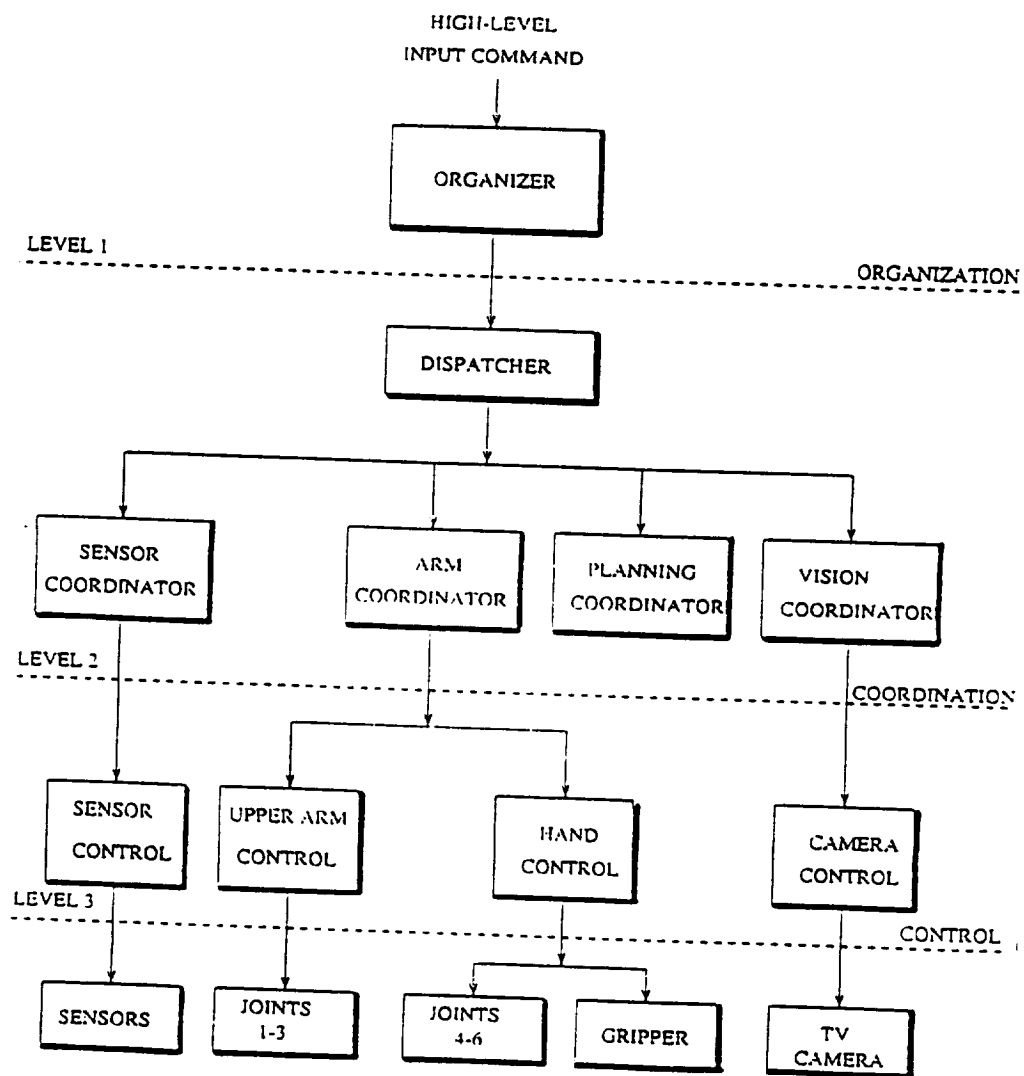 HIGH-LEVEL
INPUT COMMAND
ORGANIZER
LEVEL 1
ORGANIZATION
DISPATCHER
SENSOR
COORDINATOR
ARM
COORDINATOR
PLANNING
COORDINATOR
VISION
COORDINATOR
LEVEL 2
COORDINATION
SENSOR
CONTROL
UPPER ARM
CONTROL
HAND
CONTROL
CAMERA
CONTROL
LEVEL 3
CONTROL
SENSORS
JOINTS
1-3
JOINTS
4-6
GRIPPER
TV
CAMERA